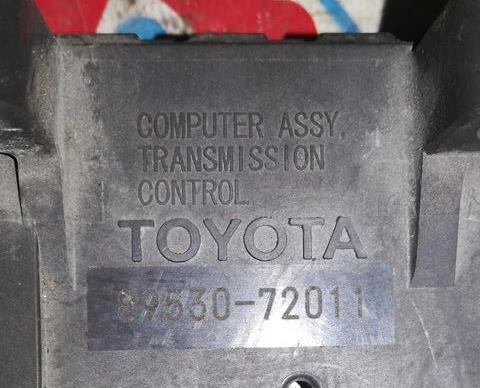 COMPUTER ASSY,
TRANSMISSION
CONTROL
TOYOTA
89530-72011